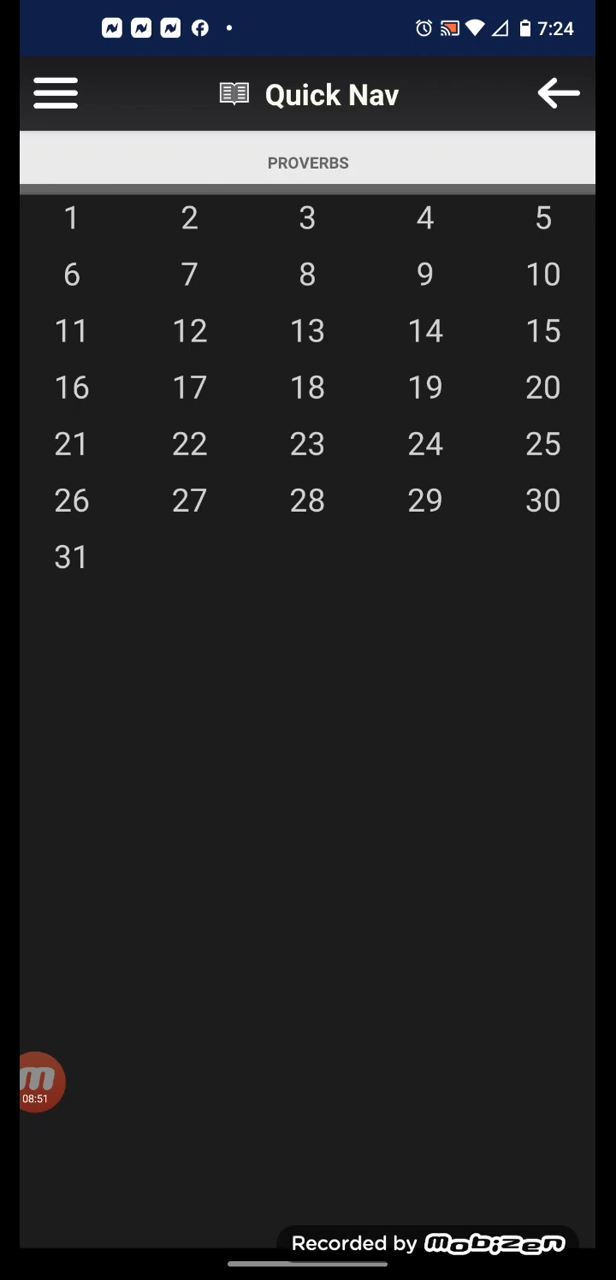 7:24
Quick Nav
PROVERBS
1 2 3 4 5
6 7 8 9 10
11 12 13 14 15
16 17 18 19 20
21 22 23 24 25
26 27 28 29 30
31
m
08:51
Recorded by mobizen